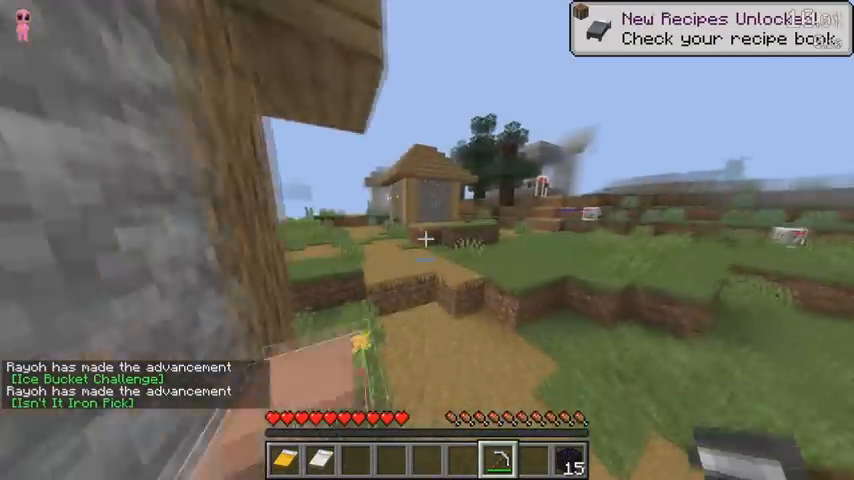 New Recipes Unlocked!
Check your recipe book
Rayoh has made the advancement
[Ice Bucket Challenge]
Rayoh has made the advancement
[Isn't It Iron Pick]
15